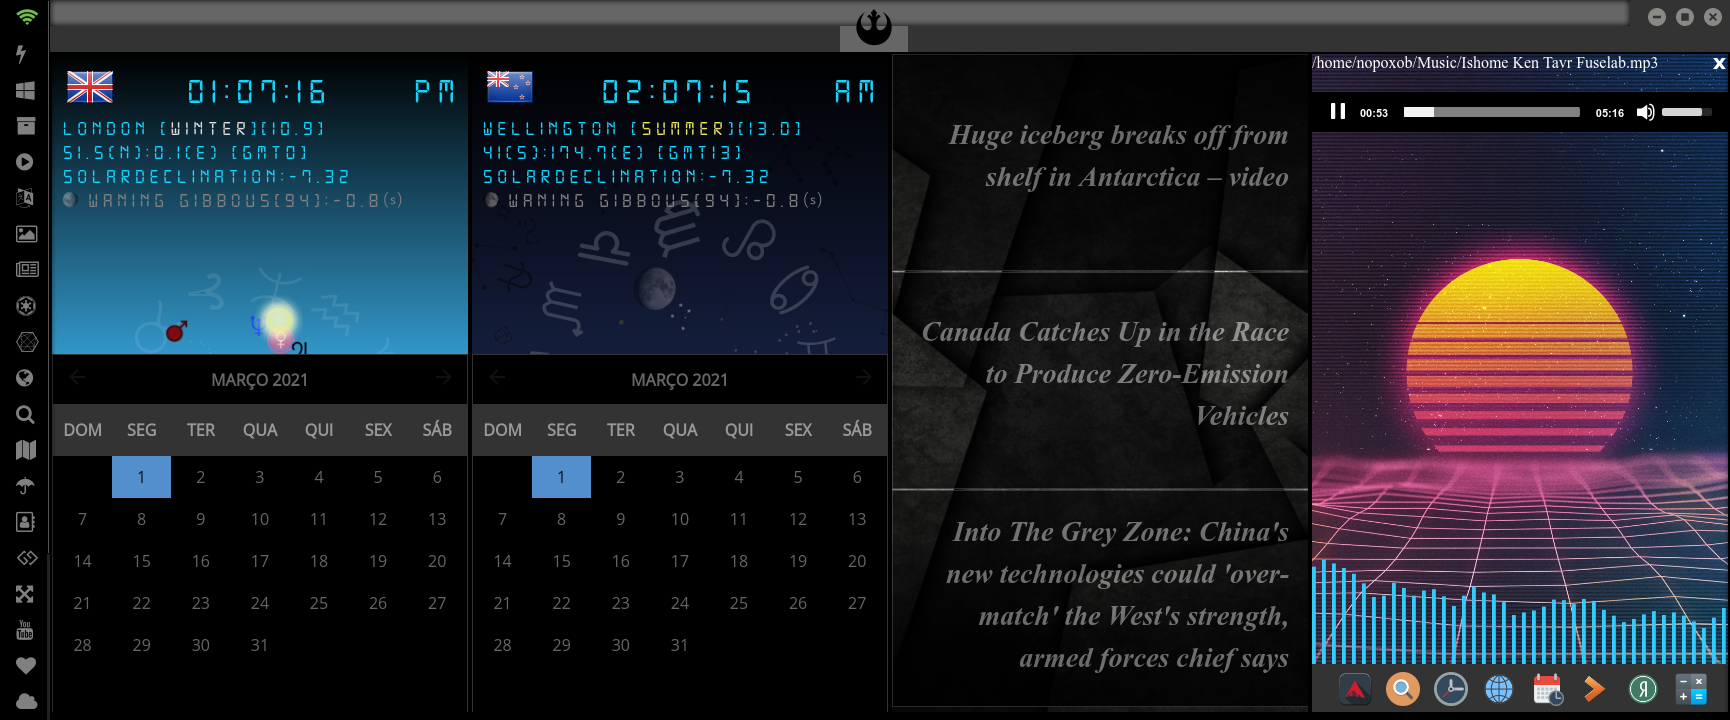 01:07:16 PM
LONDON [WINTER][10.9]
51.5(N):0.1(E) [GMT0]
SOLARDECLINATION:-7.32
WANING GIBBOUS[94]:-0.8(s)
MARÇO 2021
DOM SEG TER QUA QUI SEX SÁB
1 2 3 4 5 6
7 8 9 10 11 12 13
14 15 16 17 18 19 20
21 22 23 24 25 26 27
28 29 30 31
02:07:15 AM
WELLINGTON [SUMMER][13.0]
41(S):174.7(E) [GMT13]
SOLARDECLINATION:-7.32
WANING GIBBOUS[94]:-0.8(s)
MARÇO 2021
DOM SEG TER QUA QUI SEX SÁB
1 2 3 4 5 6
7 8 9 10 11 12 13
14 15 16 17 18 19 20
21 22 23 24 25 26 27
28 29 30 31
Huge iceberg breaks off from
shelf in Antarctica – video
Canada Catches Up in the Race
to Produce Zero-Emission
Vehicles
Into The Grey Zone: China's
new technologies could 'over-
match' the West's strength,
armed forces chief says
/home/nopoxob/Music/Ishome Ken Tavr Fuselab.mp3 x
00:53 05:16
You
Tube
Я